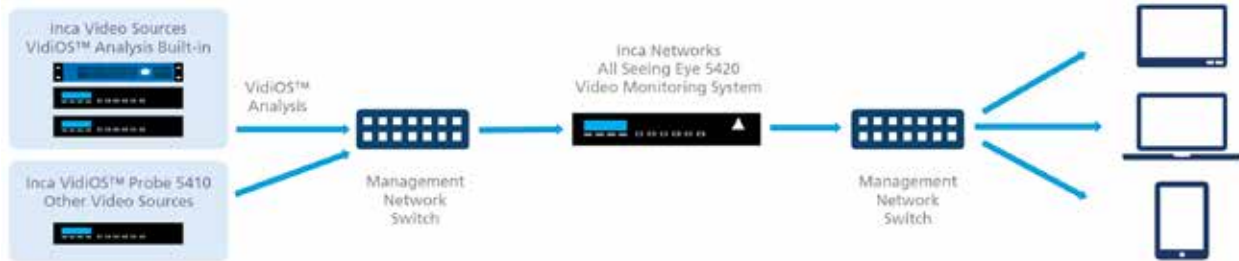 Inca Video Sources
VidiOS™ Analysis Built-in
VidiOS™
Analysis
Inca VidiOS™ Probe 5410
Other Video Sources
Management
Network
Switch
Inca Networks
All Seeing Eye 5420
Video Monitoring System
Management
Network
Switch